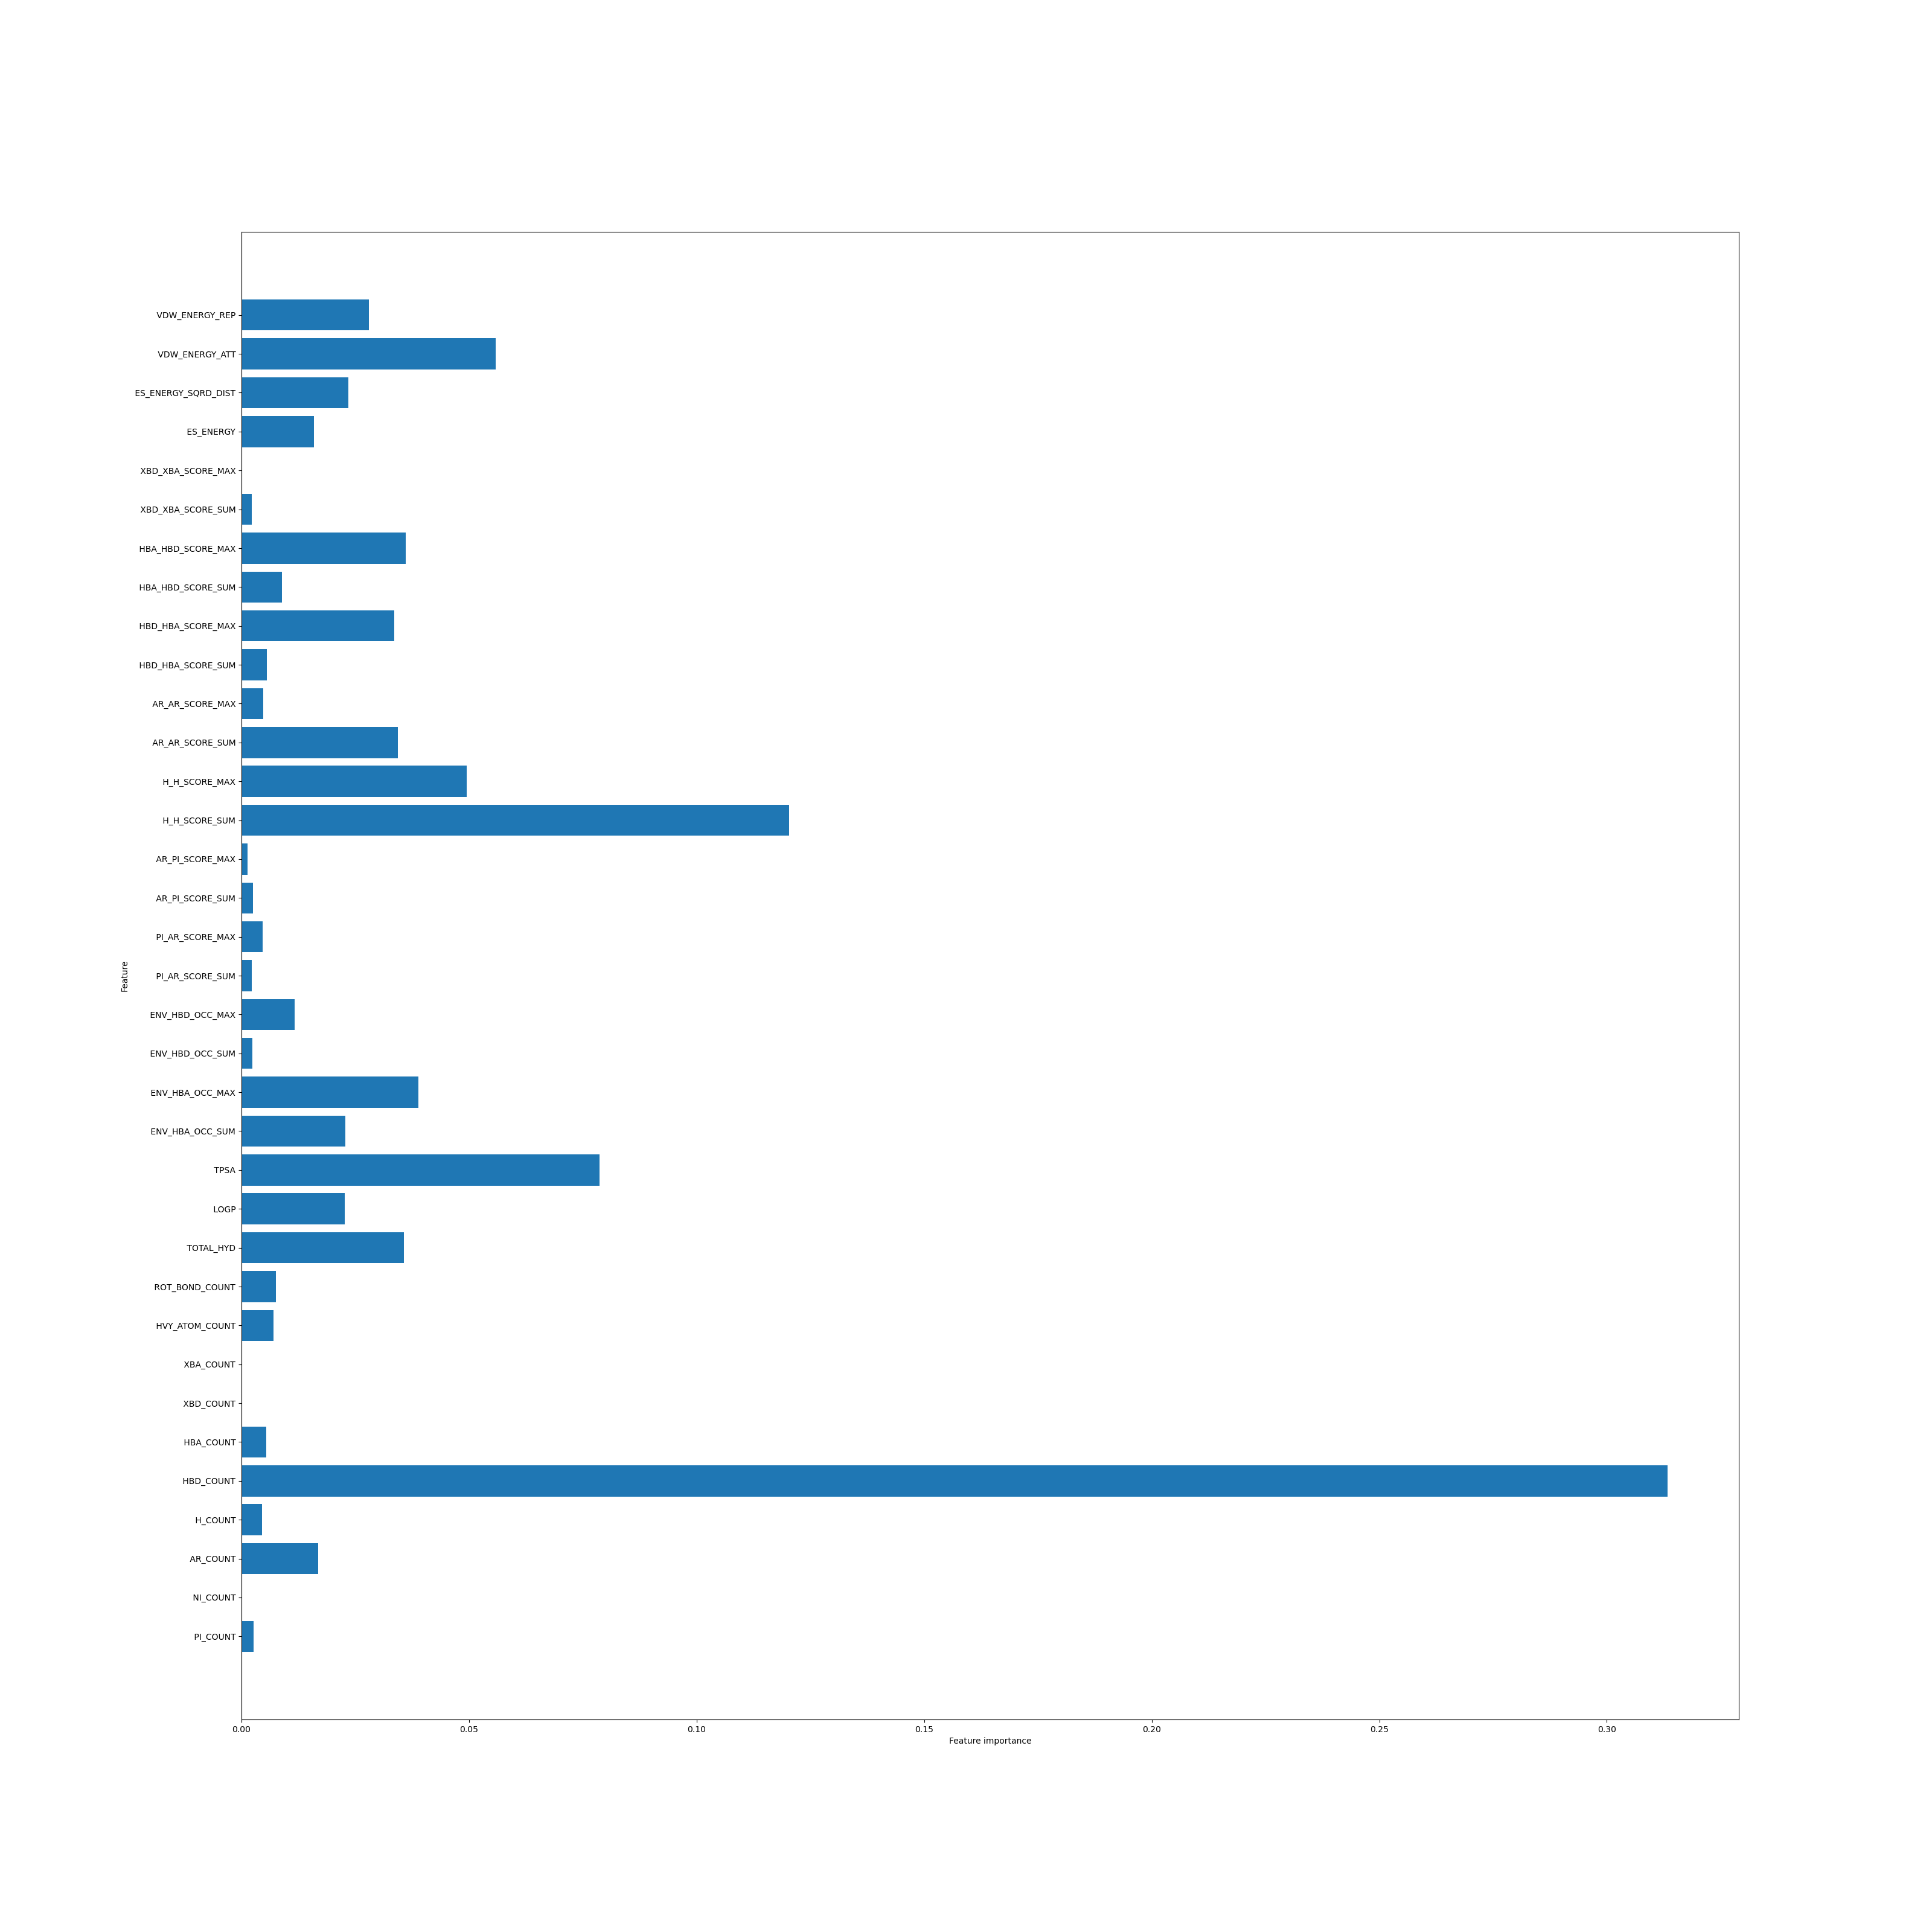 VDW_ENERGY_REP
VDW_ENERGY_ATT
ES_ENERGY_SQRD_DIST
ES_ENERGY
XBD_XBA_SCORE_MAX
XBD_XBA_SCORE_SUM
HBA_HBD_SCORE_MAX
HBA_HBD_SCORE_SUM
HBD_HBA_SCORE_MAX
HBD_HBA_SCORE_SUM
AR_AR_SCORE_MAX
AR_AR_SCORE_SUM
H_H_SCORE_MAX
H_H_SCORE_SUM
AR_PI_SCORE_MAX
AR_PI_SCORE_SUM
PI_AR_SCORE_MAX
PI_AR_SCORE_SUM
ENV_HBD_OCC_MAX
ENV_HBD_OCC_SUM
ENV_HBA_OCC_MAX
ENV_HBA_OCC_SUM
TPSA
LOGP
TOTAL_HYD
ROT_BOND_COUNT
HVY_ATOM_COUNT
XBA_COUNT
XBD_COUNT
HBA_COUNT
HBD_COUNT
H_COUNT
AR_COUNT
NI_COUNT
PI_COUNT
Feature
0.00 0.05 0.10 0.15 0.20 0.25 0.30
Feature importance